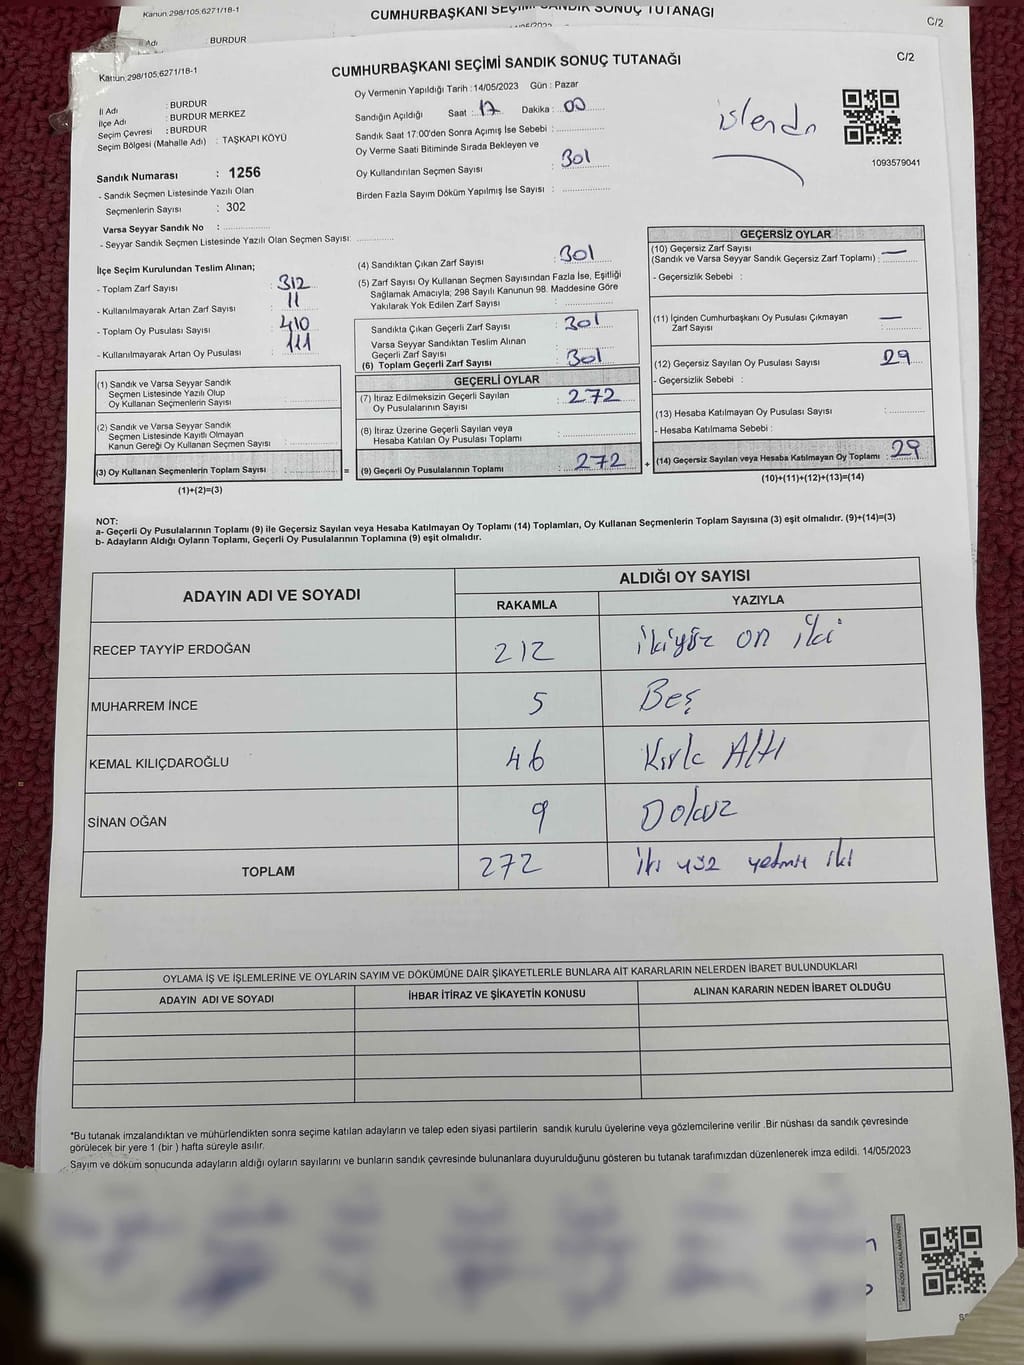 Kanun.298/105,6271/18-1
CUMHURBAŞKANI SEÇİMİ SANDIK SONUÇ TUTANAĞI
C/2
İl Adı
BURDUR
Kanun.298/105,6271/18-1
CUMHURBAŞKANI SEÇİMİ SANDIK SONUÇ TUTANAĞI
C/2
İl Adı : BURDUR
İlçe Adı : BURDUR MERKEZ
Seçim Çevresi : BURDUR
Seçim Bölgesi (Mahalle Adı) : TAŞKAPI KÖYÜ
Sandık Numarası : 1256
- Sandık Seçmen Listesinde Yazılı Olan
Seçmenlerin Sayısı : 302
Varsa Seyyar Sandık No :
- Seyyar Sandık Seçmen Listesinde Yazılı Olan Seçmen Sayısı:
Oy Vermenin Yapıldığı Tarih :14/05/2023 Gün : Pazar
Sandığın Açıldığı Saat : 17 Dakika : 00
Sandık Saat 17:00'den Sonra Açımış İse Sebebi :
Oy Verme Saati Bitiminde Sırada Bekleyen ve
Oy Kullandırılan Seçmen Sayısı : 301
Birden Fazla Sayım Döküm Yapılmış İse Sayısı :
işlendi
1093579041
İlçe Seçim Kurulundan Teslim Alınan;
- Toplam Zarf Sayısı : 312
- Kullanılmayarak Artan Zarf Sayısı : 11
- Toplam Oy Pusulası Sayısı : 410
- Kullanılmayarak Artan Oy Pusulası : 111
(1) Sandık ve Varsa Seyyar Sandık
Seçmen Listesinde Yazılı Olup
Oy Kullanan Seçmenlerin Sayısı
(2) Sandık ve Varsa Seyyar Sandık
Seçmen Listesinde Kayıtlı Olmayan
Kanun Gereği Oy Kullanan Seçmen Sayısı
(3) Oy Kullanan Seçmenlerin Toplam Sayısı : =
(1)+(2)=(3)
(4) Sandıktan Çıkan Zarf Sayısı : 301
(5) Zarf Sayısı Oy Kullanan Seçmen Sayısından Fazla İse, Eşitliği
Sağlamak Amacıyla, 298 Sayılı Kanunun 98. Maddesine Göre
Yakılarak Yok Edilen Zarf Sayısı :
Sandıkta Çıkan Geçerli Zarf Sayısı : 301
Varsa Seyyar Sandıktan Teslim Alınan
Geçerli Zarf Sayısı
(6) Toplam Geçerli Zarf Sayısı : 301
GEÇERLİ OYLAR
(7) İtiraz Edilmeksizin Geçerli Sayılan
Oy Pusulalarının Sayısı : 272
(8) İtiraz Üzerine Geçerli Sayılan veya
Hesaba Katılan Oy Pusulası Toplamı :
(9) Geçerli Oy Pusulalarının Toplamı : 272 +
GEÇERSİZ OYLAR
(10) Geçersiz Zarf Sayısı
(Sandık ve Varsa Seyyar Sandık Geçersiz Zarf Toplamı) : —
- Geçersizlik Sebebi :
(11) İçinden Cumhurbaşkanı Oy Pusulası Çıkmayan
Zarf Sayısı : —
(12) Geçersiz Sayılan Oy Pusulası Sayısı : 29
- Geçersizlik Sebebi :
(13) Hesaba Katılmayan Oy Pusulası Sayısı :
- Hesaba Katılmama Sebebi :
(14) Geçersiz Sayılan veya Hesaba Katılmayan Oy Toplamı : 29
(10)+(11)+(12)+(13)=(14)
NOT:
a- Geçerli Oy Pusulalarının Toplamı (9) ile Geçersiz Sayılan veya Hesaba Katılmayan Oy Toplamı (14) Toplamları, Oy Kullanan Seçmenlerin Toplam Sayısına (3) eşit olmalıdır. (9)+(14)=(3)
b- Adayların Aldığı Oyların Toplamı, Geçerli Oy Pusulalarının Toplamına (9) eşit olmalıdır.
ADAYIN ADI VE SOYADI
ALDIĞI OY SAYISI
RAKAMLA YAZIYLA
RECEP TAYYİP ERDOĞAN 212 ikiyüz on iki
MUHARREM İNCE 5 Beş
KEMAL KILIÇDAROĞLU 46 Kırk Altı
SİNAN OĞAN 9 Dokuz
TOPLAM 272 iki yüz yetmiş iki
OYLAMA İŞ VE İŞLEMLERİNE VE OYLARIN SAYIM VE DÖKÜMÜNE DAİR ŞİKAYETLERLE BUNLARA AİT KARARLARIN NELERDEN İBARET BULUNDUKLARI
ADAYIN ADI VE SOYADI İHBAR İTİRAZ VE ŞİKAYETİN KONUSU ALINAN KARARIN NEDEN İBARET OLDUĞU
*Bu tutanak imzalandıktan ve mühürlendikten sonra seçime katılan adayların ve talep eden siyasi partilerin sandık kurulu üyelerine veya gözlemcilerine verilir .Bir nüshası da sandık çevresinde
görülecek bir yere 1 (bir ) hafta süreyle asılır.
Sayım ve döküm sonucunda adayların aldığı oyların sayılarını ve bunların sandık çevresinde bulunanlara duyurulduğunu gösteren bu tutanak tarafımızdan düzenlenerek imza edildi. 14/05/2023
KARE KODU KARALAMAYINIZ!